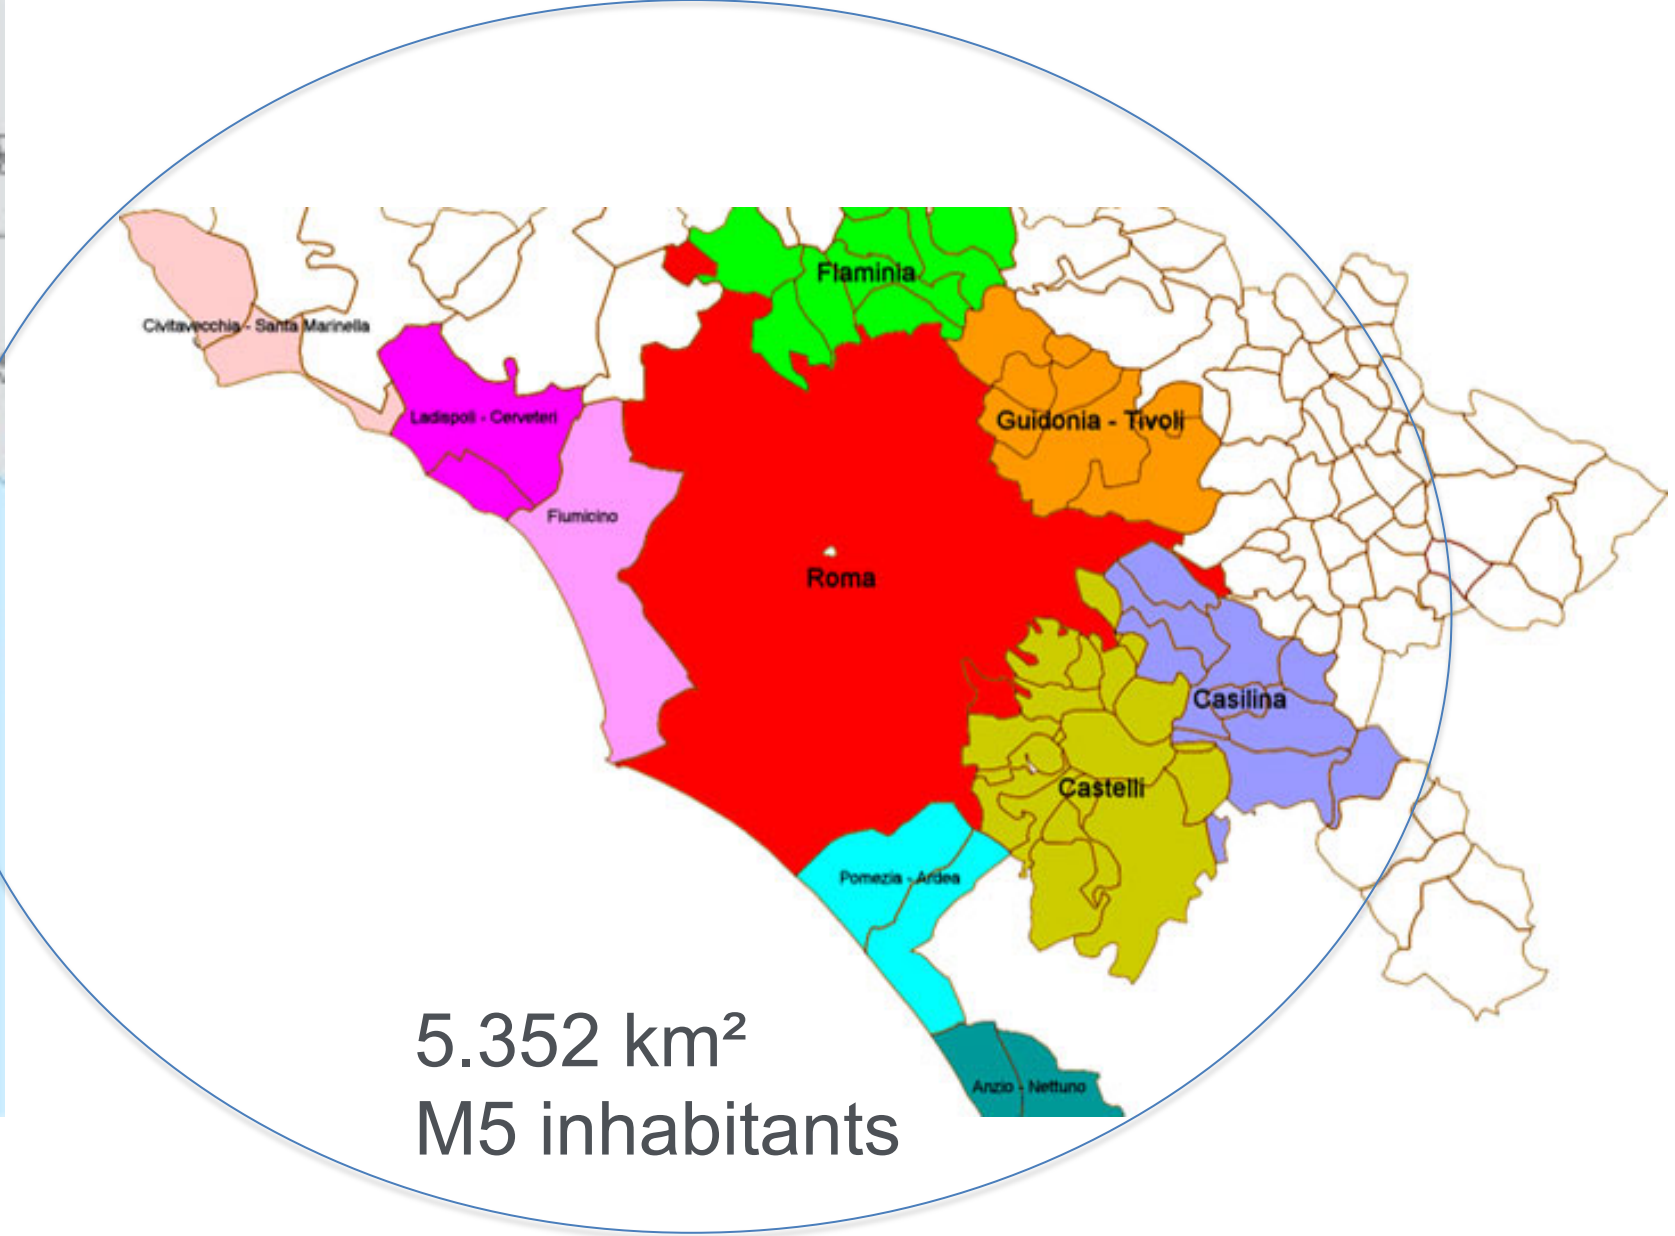 Flaminia
Civitavecchia - Santa Marinella
Ladispoli - Cerveteri
Guidonia - Tivoli
Fiumicino
Roma
Casilina
Castelli
Pomezia - Ardea
5.352 km²
Anzio - Nettuno
M5 inhabitants